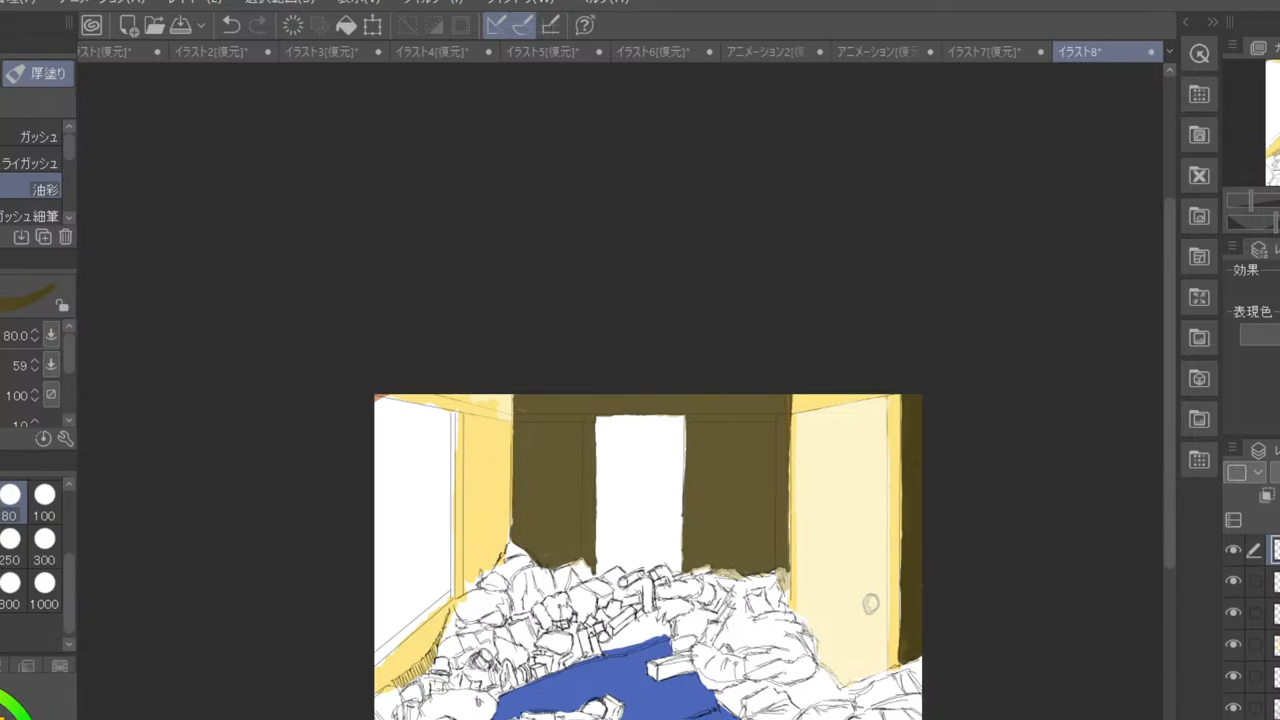 イラスト[復元]*
イラスト2[復元]*
イラスト3[復元]*
イラスト4[復元]*
イラスト5[復元]*
イラスト6[復元]*
アニメーション2[復
アニメーション[復元
イラスト7[復元]*
イラスト8*
厚塗り
ガッシュ
ライガッシュ
油彩
ガッシュ細筆
80.0
59
100
80
100
250
300
1000
効果
表現色